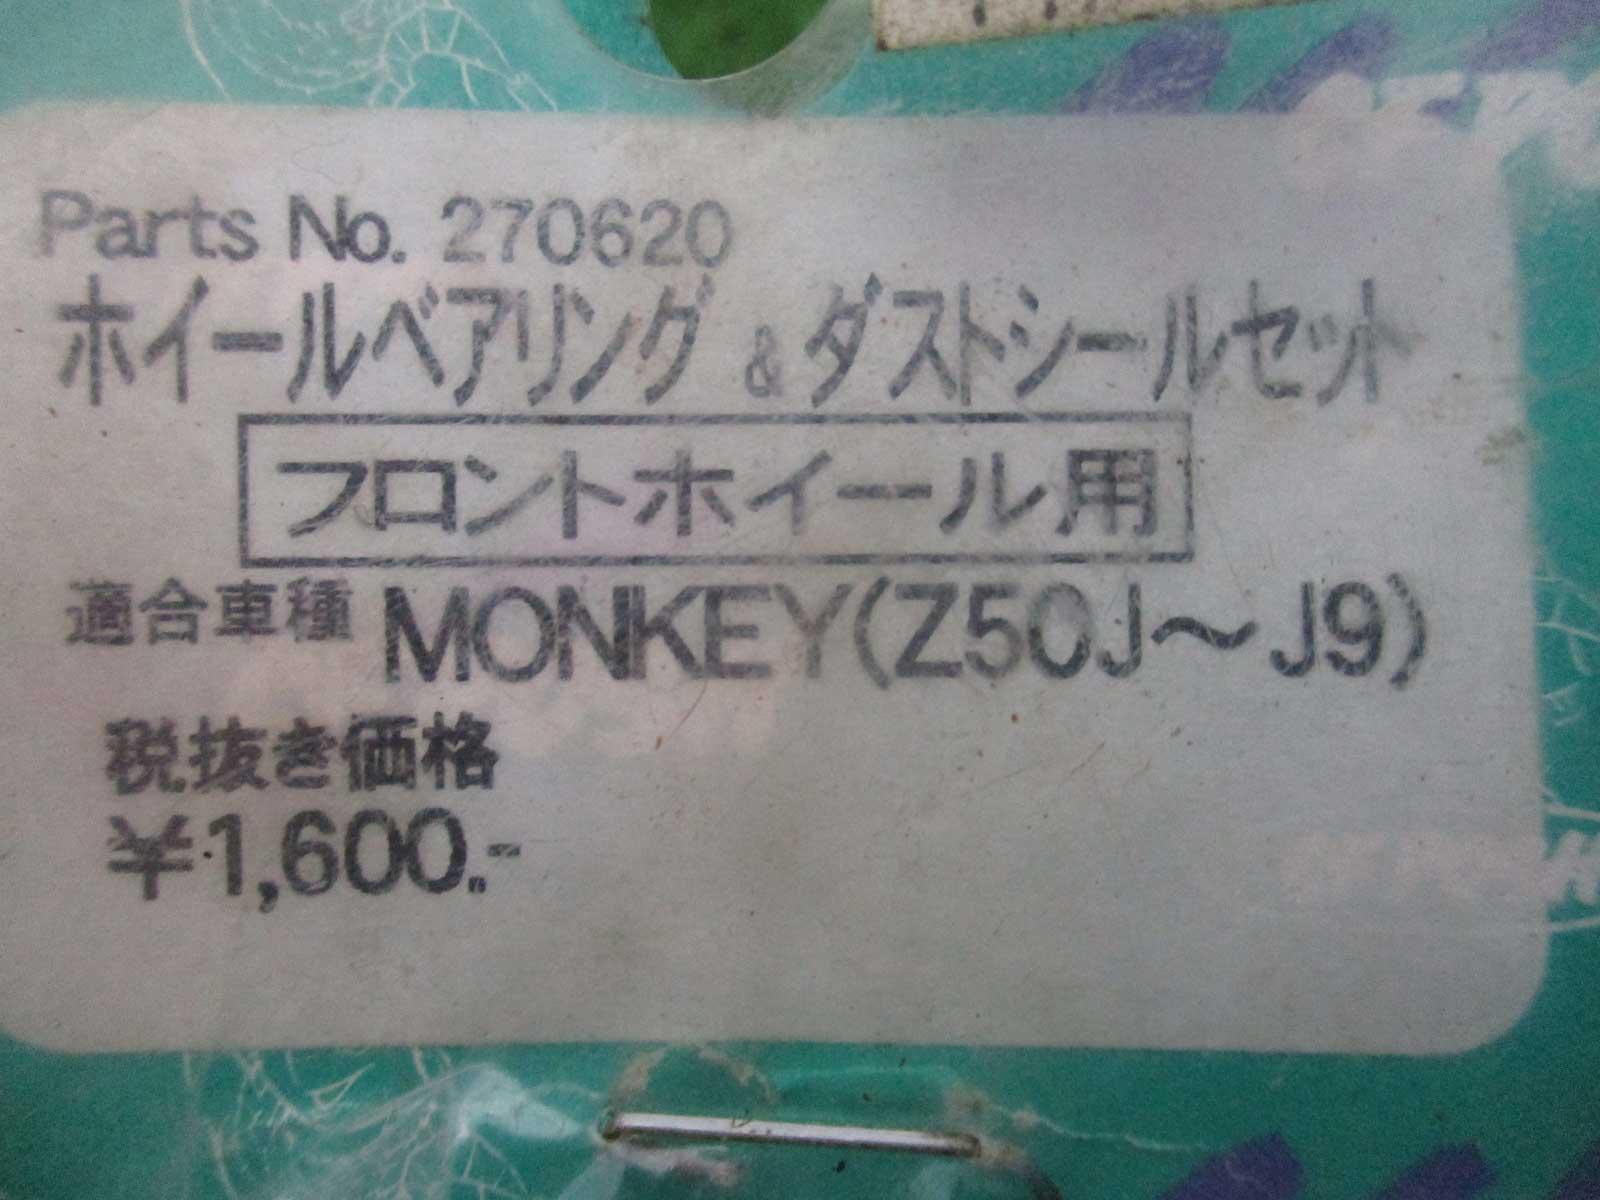 Parts No. 270620
ホイールベアリング & ダストシールセット
フロントホイール用
適合車種 MONKEY(Z50J～J9)
税抜き価格
¥1,600.-